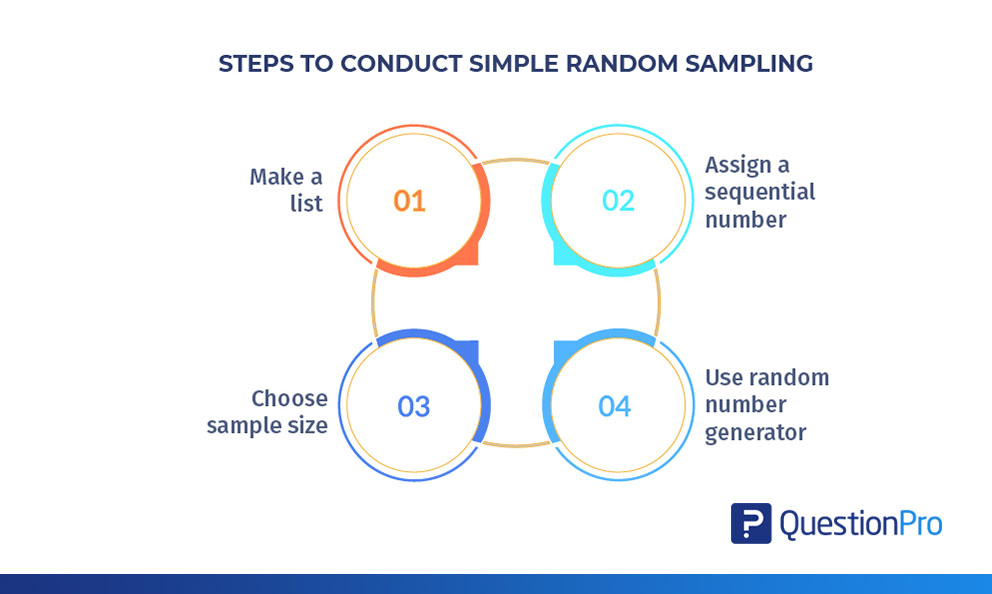 STEPS TO CONDUCT SIMPLE RANDOM SAMPLING
Make a
list
01
02
Assign a
sequential
number
Choose
sample size
03
04
Use random
number
generator
QuestionPro